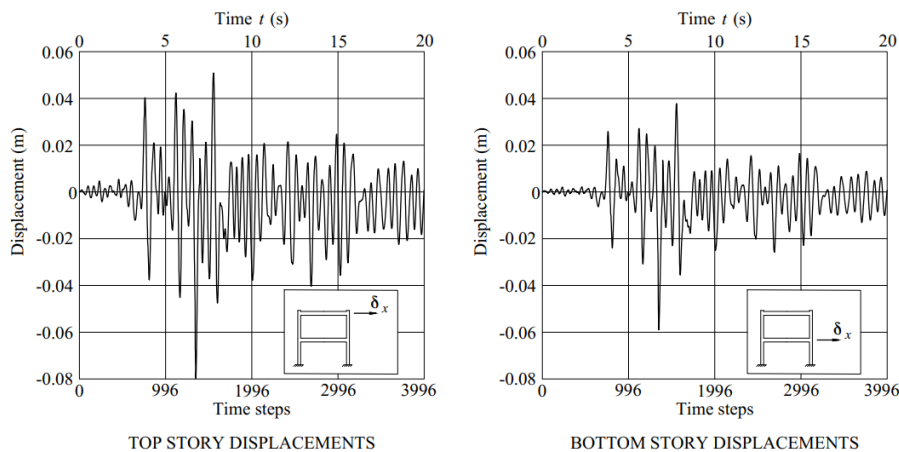 Time t (s)
0 5 10 15 20
0.06
0.04
0.02
0
-0.02
-0.04
-0.06
-0.08
Displacement (m)
δx
0 996 1996 2996 3996
Time steps
TOP STORY DISPLACEMENTS
Time t (s)
0 5 10 15 20
0.06
0.04
0.02
0
-0.02
-0.04
-0.06
-0.08
Displacement (m)
δx
996 1996 2996 3996
Time steps
BOTTOM STORY DISPLACEMENTS